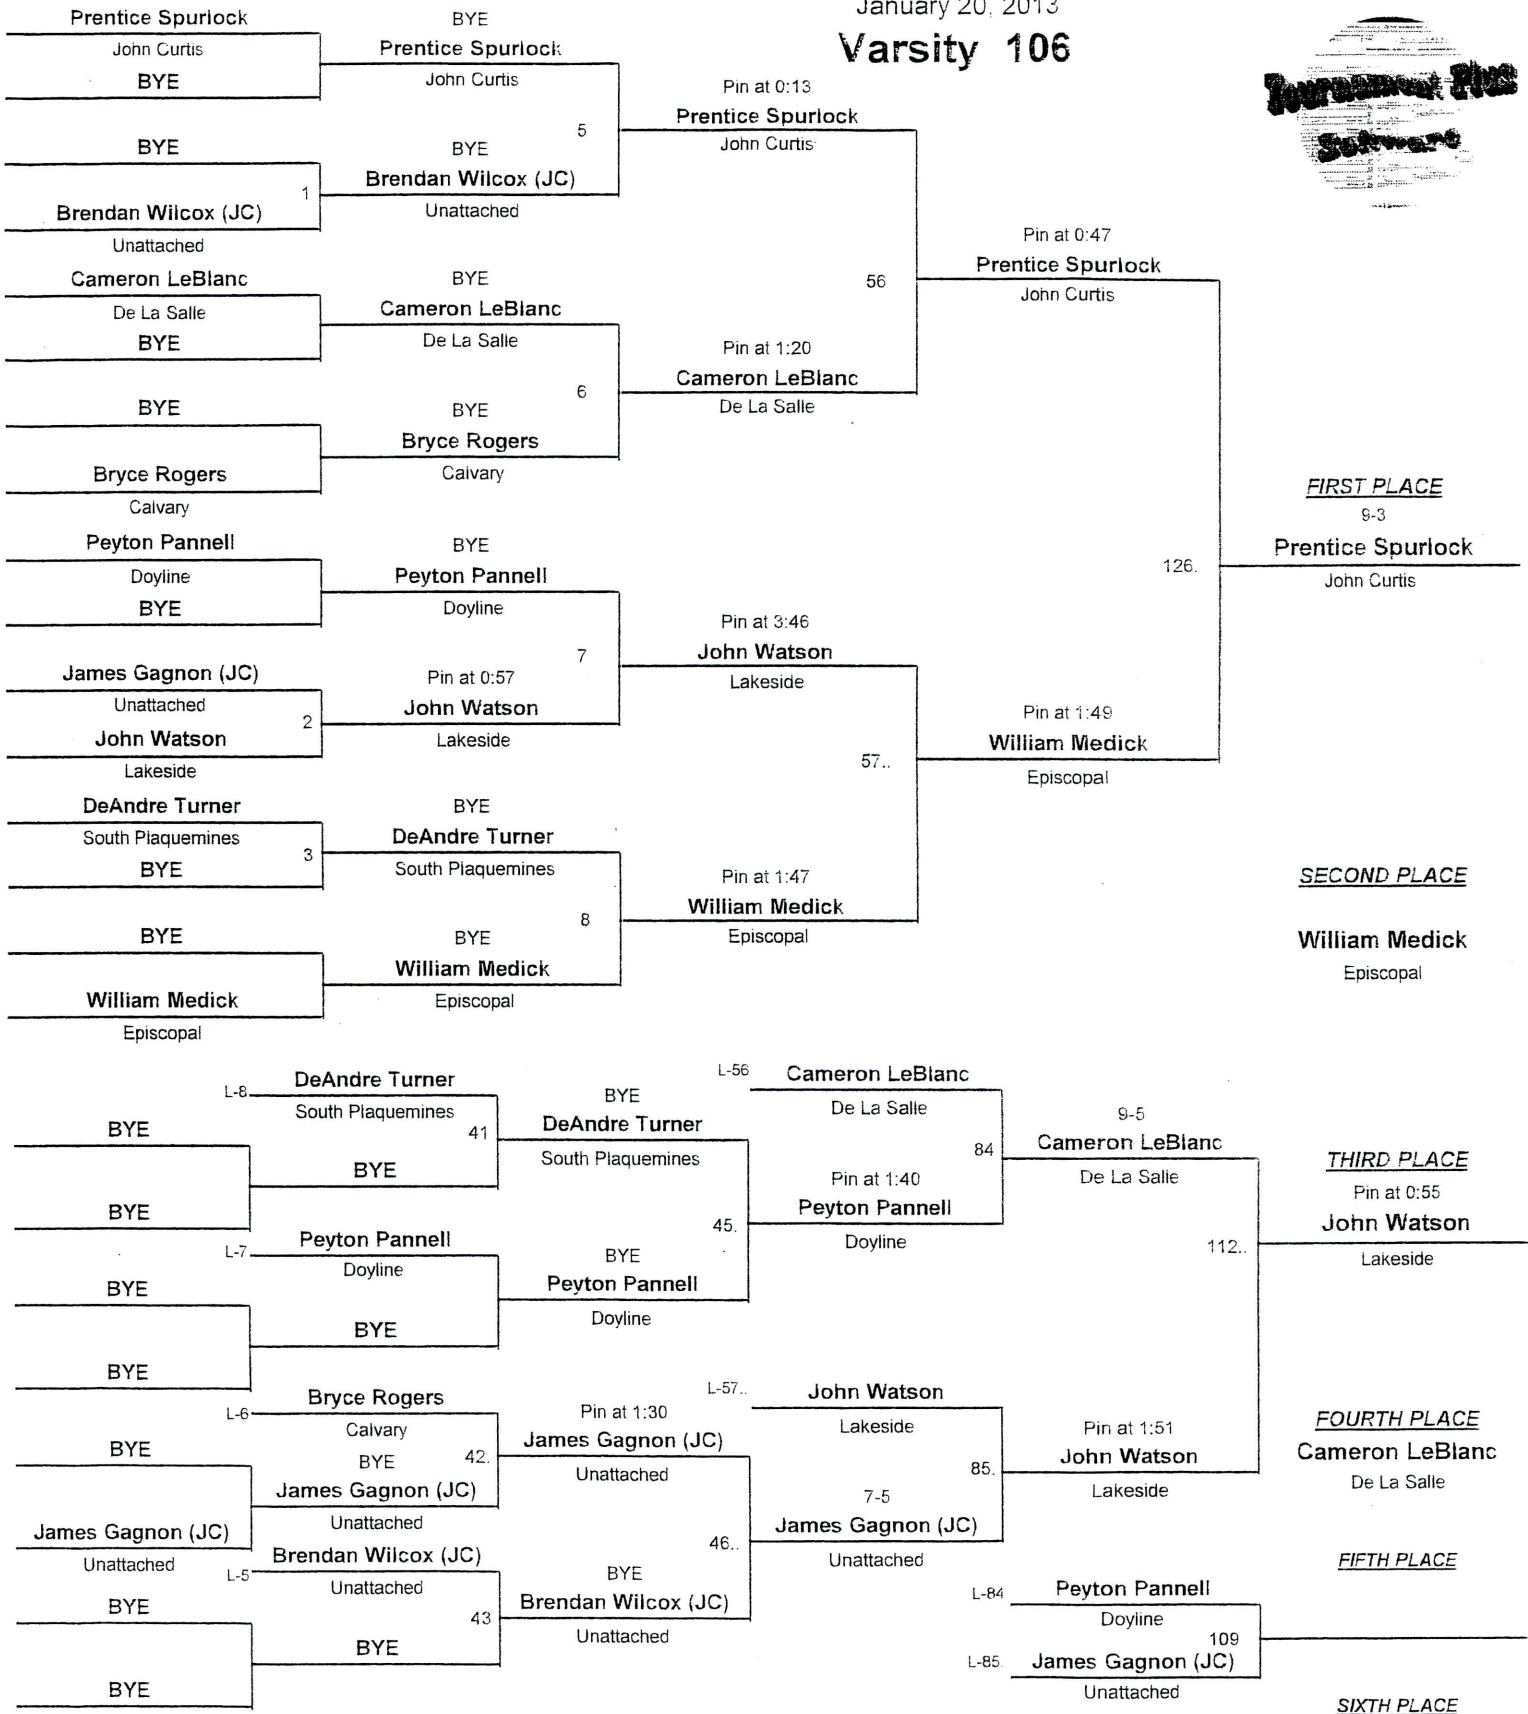 January 20, 2013
Varsity 106
Tournament Plus
Software
Prentice Spurlock
John Curtis
BYE
BYE
1
Brendan Wilcox (JC)
Unattached
Cameron LeBlanc
De La Salle
BYE
BYE
Bryce Rogers
Calvary
Peyton Pannell
Doyline
BYE
James Gagnon (JC)
Unattached
2
John Watson
Lakeside
DeAndre Turner
South Plaquemines
3
BYE
BYE
William Medick
Episcopal
BYE
Prentice Spurlock
John Curtis
5
BYE
Brendan Wilcox (JC)
Unattached
BYE
Cameron LeBlanc
De La Salle
6
BYE
Bryce Rogers
Calvary
BYE
Peyton Pannell
Doyline
7
Pin at 0:57
John Watson
Lakeside
BYE
DeAndre Turner
South Plaquemines
8
BYE
William Medick
Episcopal
Pin at 0:13
Prentice Spurlock
John Curtis
56
Pin at 1:20
Cameron LeBlanc
De La Salle
Pin at 3:46
John Watson
Lakeside
57..
Pin at 1:47
William Medick
Episcopal
Pin at 0:47
Prentice Spurlock
John Curtis
126.
Pin at 1:49
William Medick
Episcopal
FIRST PLACE
9-3
Prentice Spurlock
John Curtis
SECOND PLACE
William Medick
Episcopal
L-8
DeAndre Turner
South Plaquemines
41
BYE
BYE
BYE
L-7
Peyton Pannell
Doyline
BYE
BYE
BYE
L-6
Bryce Rogers
Calvary
42.
BYE
BYE
James Gagnon (JC)
Unattached
James Gagnon (JC)
Unattached
L-5
Brendan Wilcox (JC)
Unattached
43
BYE
BYE
BYE
BYE
DeAndre Turner
South Plaquemines
45.
BYE
Peyton Pannell
Doyline
Pin at 1:30
James Gagnon (JC)
Unattached
46..
BYE
Brendan Wilcox (JC)
Unattached
L-56
Cameron LeBlanc
De La Salle
84
Pin at 1:40
Peyton Pannell
Doyline
L-57..
John Watson
Lakeside
85.
7-5
James Gagnon (JC)
Unattached
9-5
Cameron LeBlanc
De La Salle
112..
Pin at 1:51
John Watson
Lakeside
L-84
Peyton Pannell
Doyline
109
L-85.
James Gagnon (JC)
Unattached
THIRD PLACE
Pin at 0:55
John Watson
Lakeside
FOURTH PLACE
Cameron LeBlanc
De La Salle
FIFTH PLACE
SIXTH PLACE